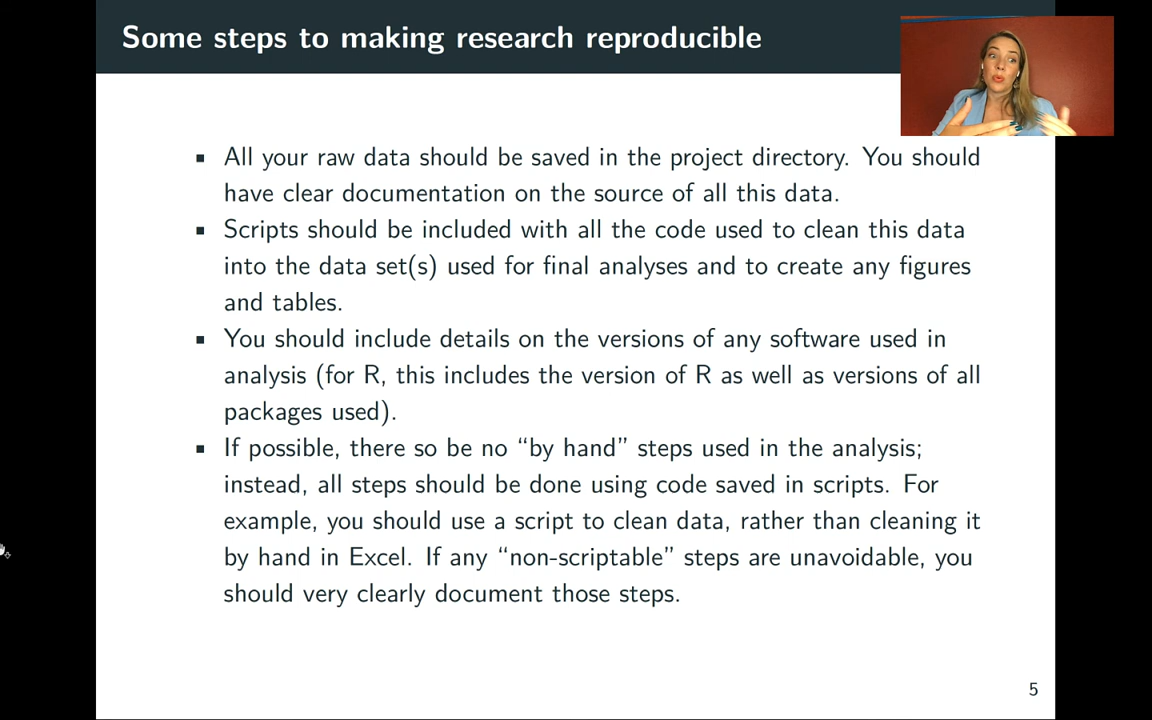 Some steps to making research reproducible
▪ All your raw data should be saved in the project directory. You should
have clear documentation on the source of all this data.
▪ Scripts should be included with all the code used to clean this data
into the data set(s) used for final analyses and to create any figures
and tables.
▪ You should include details on the versions of any software used in
analysis (for R, this includes the version of R as well as versions of all
packages used).
▪ If possible, there so be no “by hand” steps used in the analysis;
instead, all steps should be done using code saved in scripts. For
example, you should use a script to clean data, rather than cleaning it
by hand in Excel. If any “non-scriptable” steps are unavoidable, you
should very clearly document those steps.
5